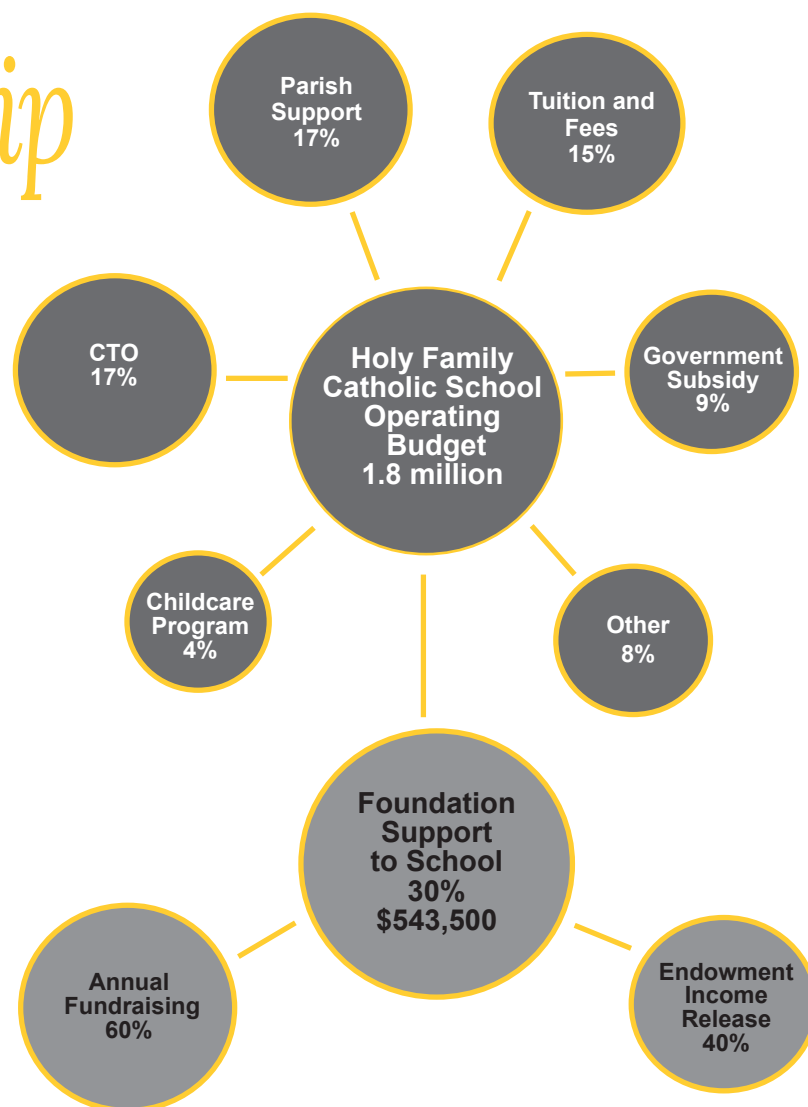 ip
Parish
Support
17%
Tuition and
Fees
15%
CTO
17%
Holy Family
Catholic School
Operating
Budget
1.8 million
Government
Subsidy
9%
Childcare
Program
4%
Other
8%
Foundation
Support
to School
30%
$543,500
Annual
Fundraising
60%
Endowment
Income
Release
40%